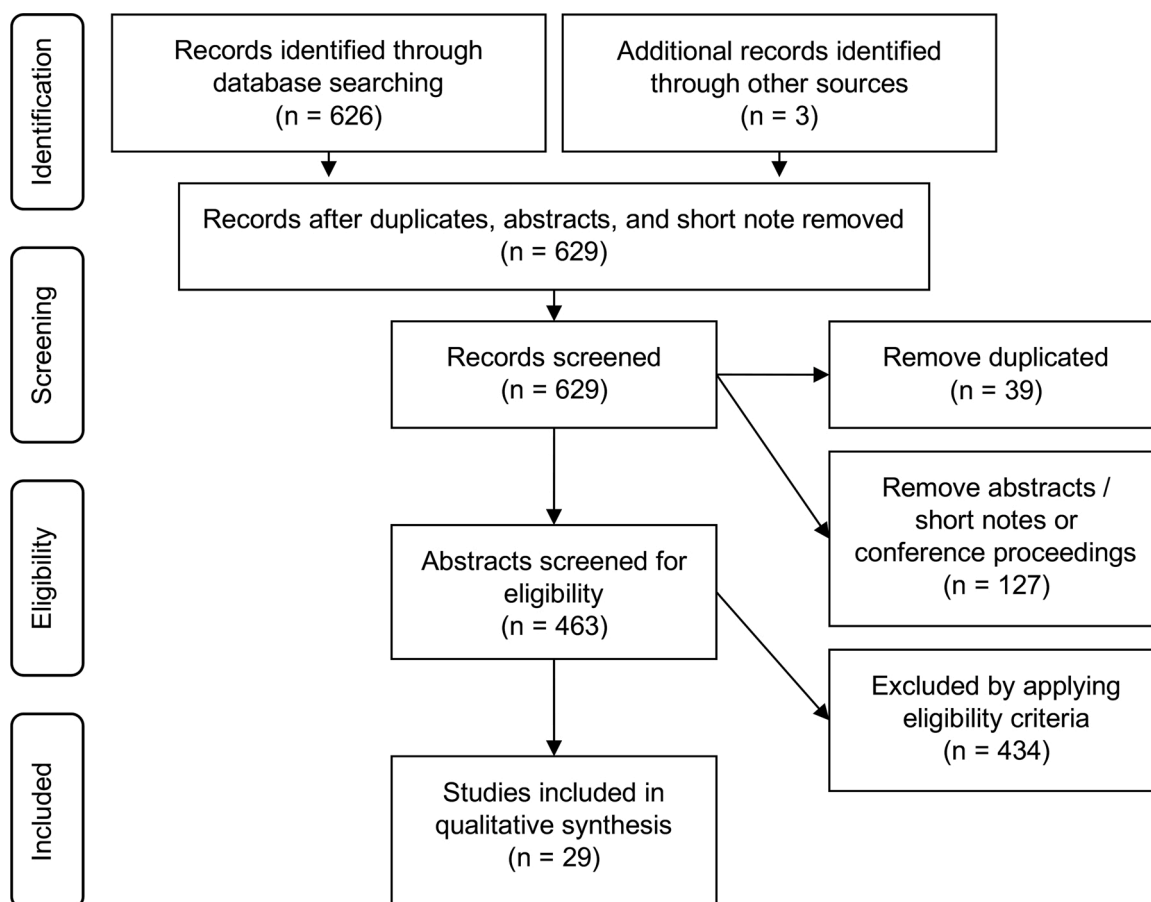 Identification
Records identified through
database searching
(n = 626)
Additional records identified
through other sources
(n = 3)
Records after duplicates, abstracts, and short note removed
(n = 629)
Screening
Records screened
(n = 629)
Remove duplicated
(n = 39)
Remove abstracts /
short notes or
conference proceedings
(n = 127)
Eligibility
Abstracts screened for
eligibility
(n = 463)
Excluded by applying
eligibility criteria
(n = 434)
Included
Studies included in
qualitative synthesis
(n = 29)